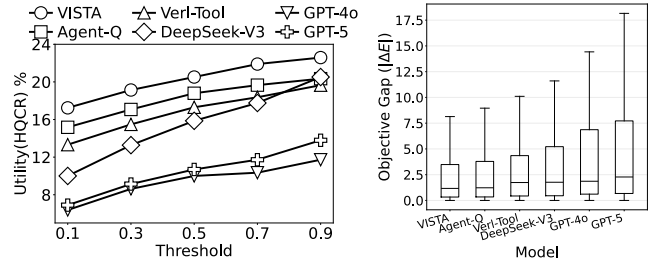 VISTA Verl-Tool GPT-4o
Agent-Q DeepSeek-V3 GPT-5
24
20
16
12
8
Utility(HQCR) %
0.1 0.3 0.5 0.7 0.9
Threshold
17.5
15.0
12.5
10.0
7.5
5.0
2.5
0.0
Objective Gap (|ΔE|)
VISTA Agent-Q Verl-Tool DeepSeek-V3 GPT-4o GPT-5
Model